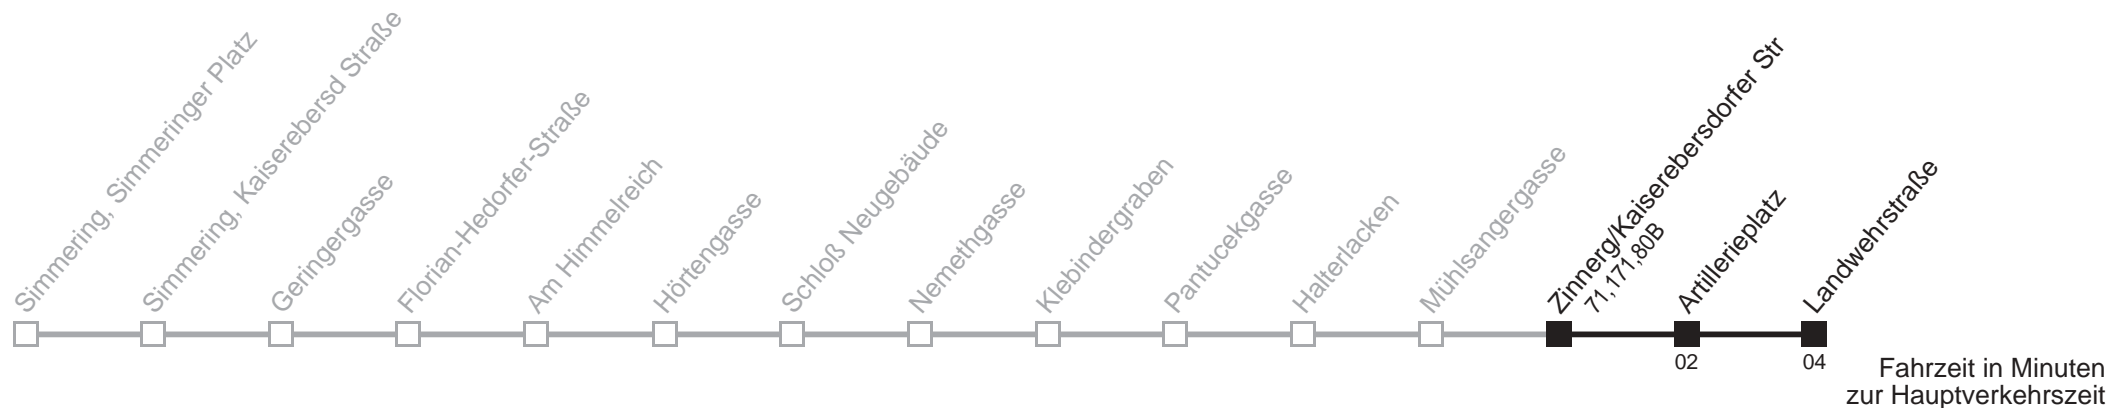 Simmering, Simmeringer Platz
Simmering, Kaiserebersd Straße
Geringergasse
Florian-Hedorfer-Straße
Am Himmelreich
Hörtengasse
Schloß Neugebäude
Nemethgasse
Klebindergraben
Pantucekgasse
Halterlacken
Mühlsangergasse
Zinnerg/Kaiserebersdorfer Str
71,171,80B
Artillerieplatz
Landwehrstraße
02
04
Fahrzeit in Minuten
zur Hauptverkehrszeit